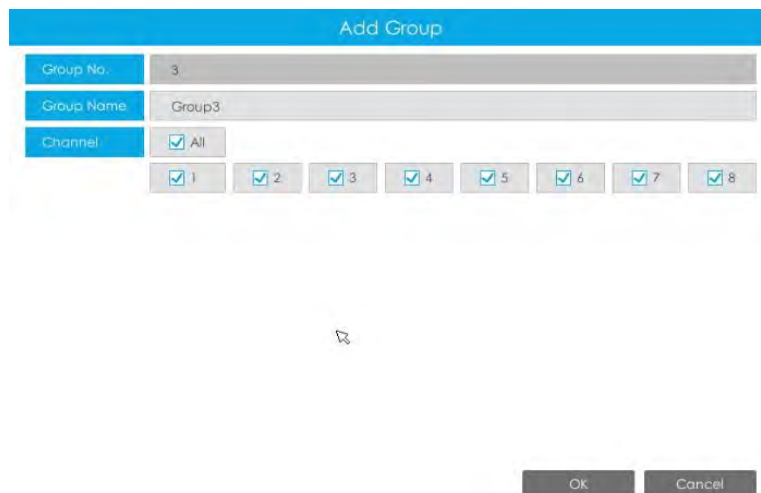 Add Group
Group No. 3
Group Name Group3
Channel All
1 2 3 4 5 6 7 8
OK Cancel